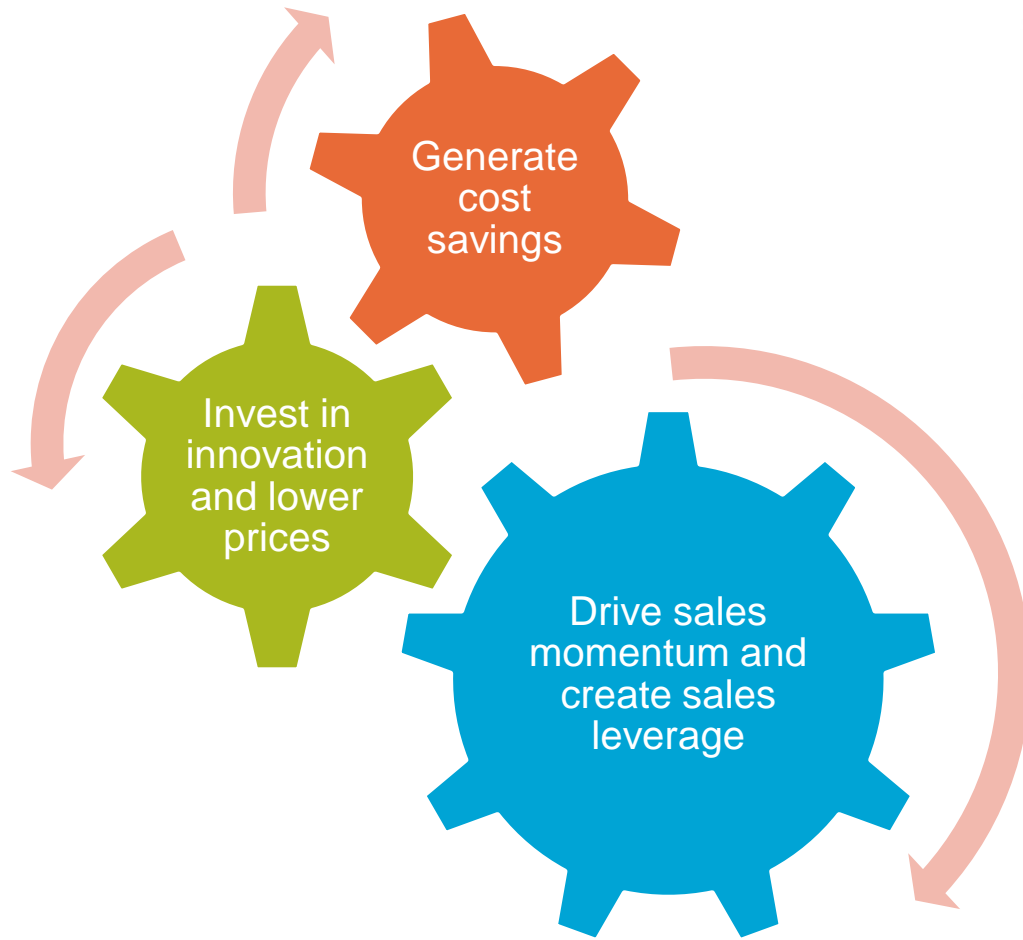 Generate
cost
savings
Invest in
innovation
and lower
prices
Drive sales
momentum and
create sales
leverage